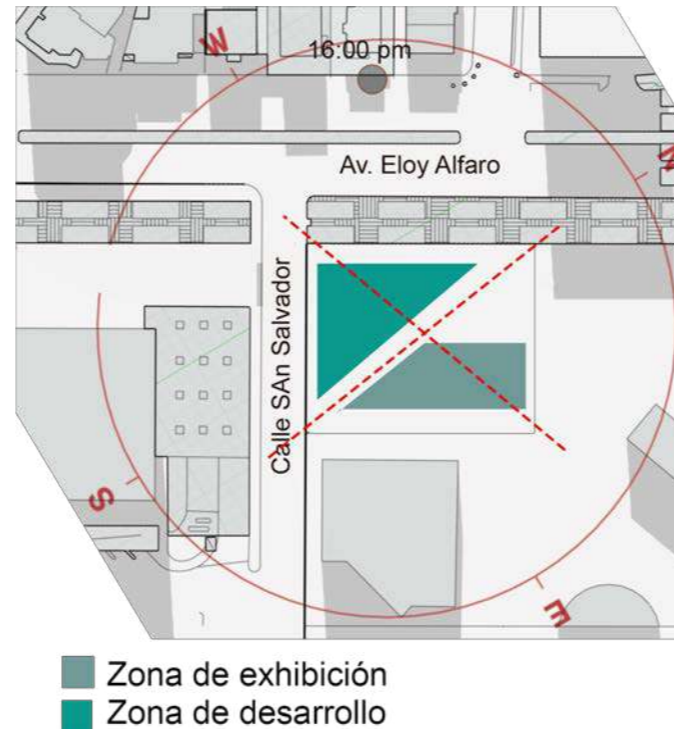 W
16:00 pm
N
Av. Eloy Alfaro
Calle SAn Salvador
S
E
Zona de exhibición
Zona de desarrollo